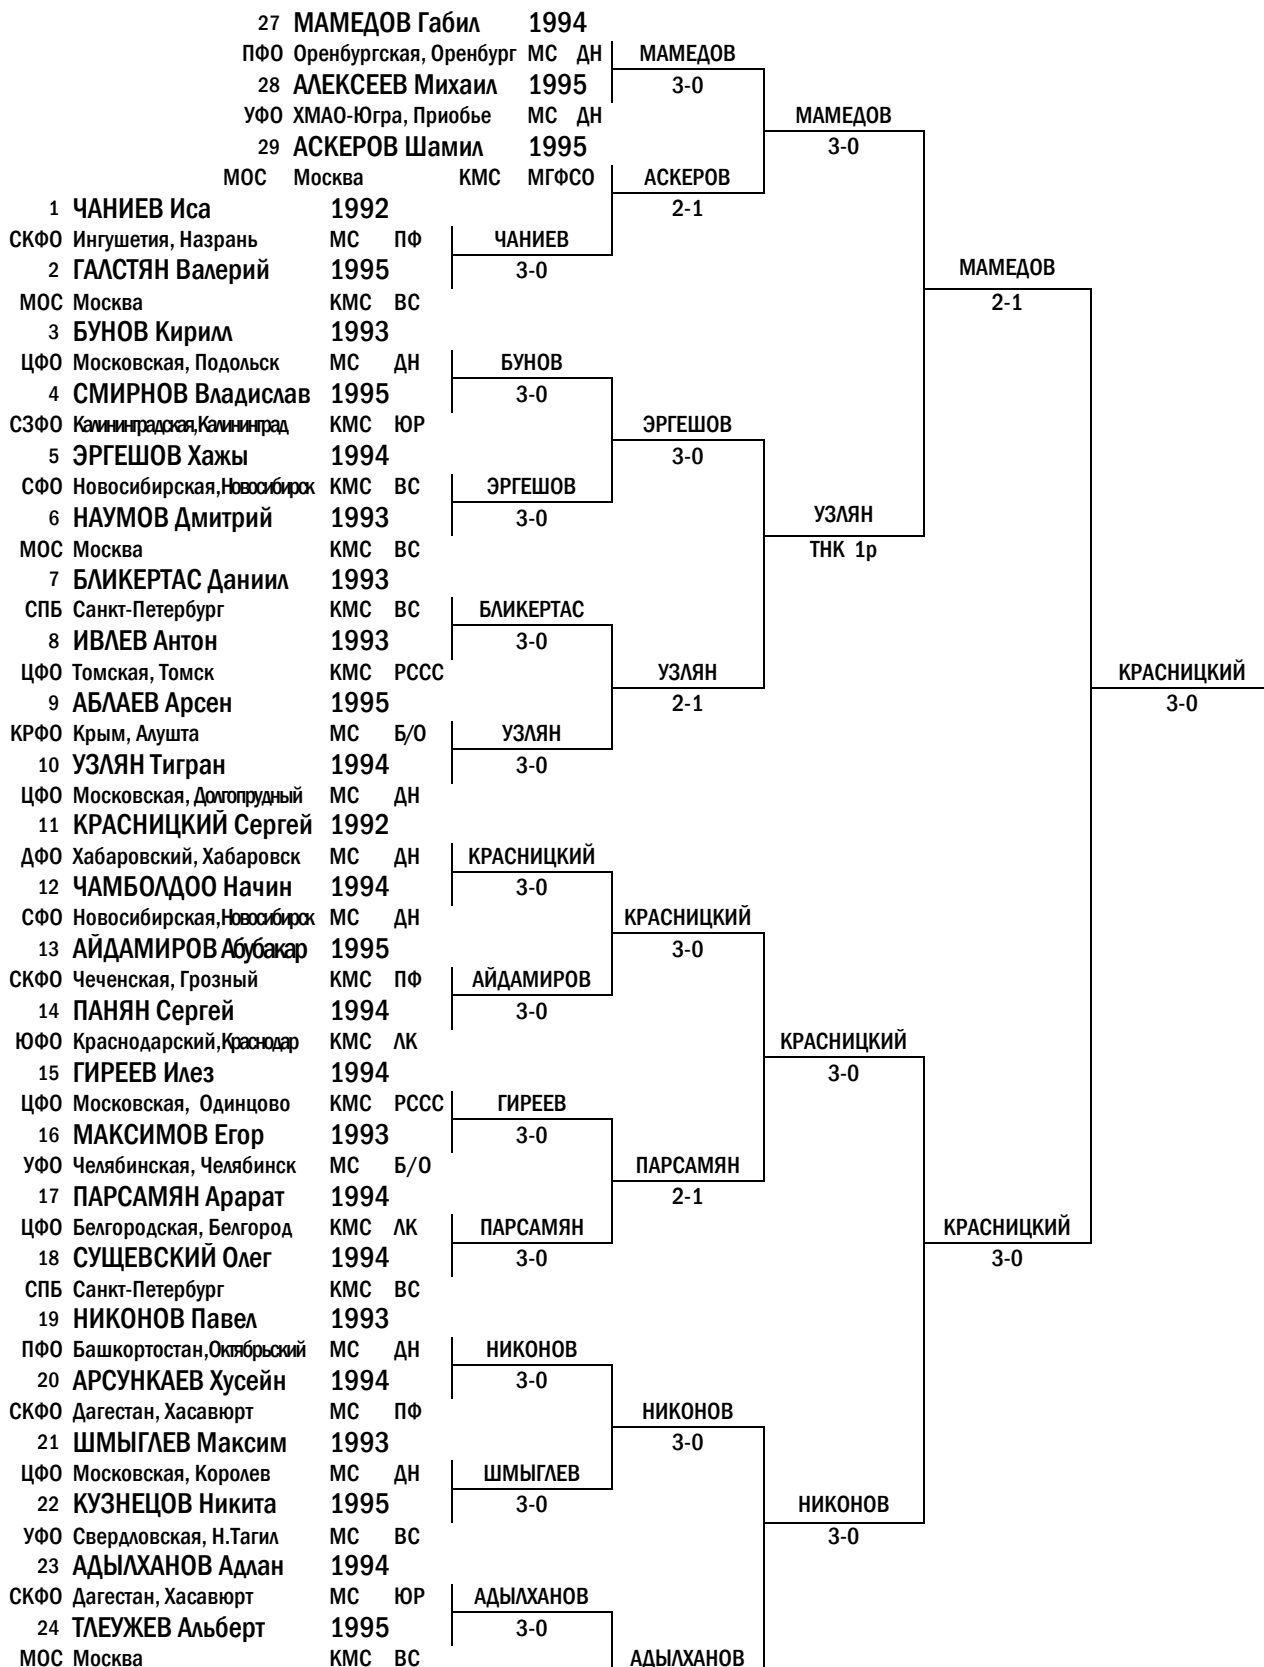 27 МАМЕДОВ Габил 1994
ПФО Оренбургская, Оренбург МС ДН МАМЕДОВ
28 АЛЕКСЕЕВ Михаил 1995 3-0
УФО ХМАО-Югра, Приобье МС ДН МАМЕДОВ
29 АСКЕРОВ Шамил 1995 3-0
МОС Москва КМС МГФСО АСКЕРОВ
1 ЧАНИЕВ Иса 1992 2-1
СКФО Ингушетия, Назрань МС ПФ ЧАНИЕВ
2 ГАЛСТЯН Валерий 1995 3-0 МАМЕДОВ
МОС Москва КМС ВС 2-1
3 БУНОВ Кирилл 1993
ЦФО Московская, Подольск МС ДН БУНОВ
4 СМИРНОВ Владислав 1995 3-0
СЗФО Калининградская,Калининград КМС ЮР ЭРГЕШОВ
5 ЭРГЕШОВ Хажы 1994 3-0
СФО Новосибирская,Новосибирск КМС ВС ЭРГЕШОВ
6 НАУМОВ Дмитрий 1993 3-0 УЗЛЯН
МОС Москва КМС ВС ТНК 1р
7 БЛИКЕРТАС Даниил 1993
СПБ Санкт-Петербург КМС ВС БЛИКЕРТАС
8 ИВЛЕВ Антон 1993 3-0
ЦФО Томская, Томск КМС РССС УЗЛЯН КРАСНИЦКИЙ
9 АБЛАЕВ Арсен 1995 2-1 3-0
КРФО Крым, Алушта МС Б/О УЗЛЯН
10 УЗЛЯН Тигран 1994 3-0
ЦФО Московская, Долгопрудный МС ДН
11 КРАСНИЦКИЙ Сергей 1992
ДФО Хабаровский, Хабаровск МС ДН КРАСНИЦКИЙ
12 ЧАМБОЛДОО Начин 1994 3-0
СФО Новосибирская,Новосибирск МС ДН КРАСНИЦКИЙ
13 АЙДАМИРОВ Абубакар 1995 3-0
СКФО Чеченская, Грозный КМС ПФ АЙДАМИРОВ
14 ПАНЯН Сергей 1994 3-0
ЮФО Краснодарский,Краснодар КМС ЛК КРАСНИЦКИЙ
15 ГИРЕЕВ Илез 1994 3-0
ЦФО Московская, Одинцово КМС РССС ГИРЕЕВ
16 МАКСИМОВ Егор 1993 3-0
УФО Челябинская, Челябинск МС Б/О ПАРСАМЯН
17 ПАРСАМЯН Арарат 1994 2-1
ЦФО Белгородская, Белгород КМС ЛК ПАРСАМЯН КРАСНИЦКИЙ
18 СУЩЕВСКИЙ Олег 1994 3-0 3-0
СПБ Санкт-Петербург КМС ВС
19 НИКОНОВ Павел 1993
ПФО Башкортостан,Октябрьский МС ДН НИКОНОВ
20 АРСУНКАЕВ Хусейн 1994 3-0
СКФО Дагестан, Хасавюрт МС ПФ НИКОНОВ
21 ШМЫГЛЕВ Максим 1993 3-0
ЦФО Московская, Королев МС ДН ШМЫГЛЕВ
22 КУЗНЕЦОВ Никита 1995 3-0 НИКОНОВ
УФО Свердловская, Н.Тагил МС ВС 3-0
23 АДЫЛХАНОВ Адлан 1994
СКФО Дагестан, Хасавюрт МС ЮР АДЫЛХАНОВ
24 ТЛЕУЖЕВ Альберт 1995 3-0
МОС Москва КМС ВС АДЫЛХАНОВ